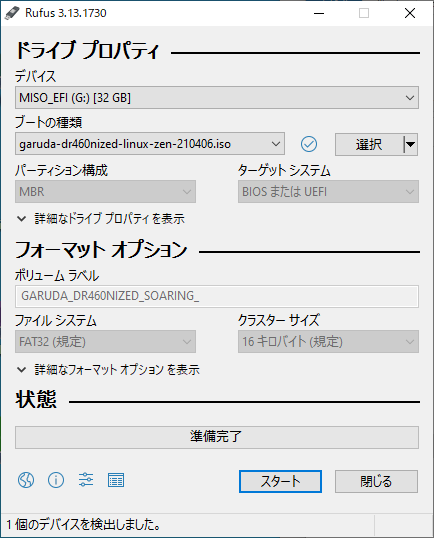 Rufus 3.13.1730
ドライブ プロパティ
デバイス
MISO_EFI (G:) [32 GB]
ブートの種類
garuda-dr460nized-linux-zen-210406.iso
選択
パーティション構成
ターゲット システム
MBR
BIOS または UEFI
詳細なドライブ プロパティを表示
フォーマット オプション
ボリューム ラベル
GARUDA_DR460NIZED_SOARING_
ファイル システム
クラスター サイズ
FAT32 (規定)
16 キロバイト (規定)
詳細なフォーマット オプション を表示
状態
準備完了
スタート
閉じる
1 個のデバイスを検出しました。